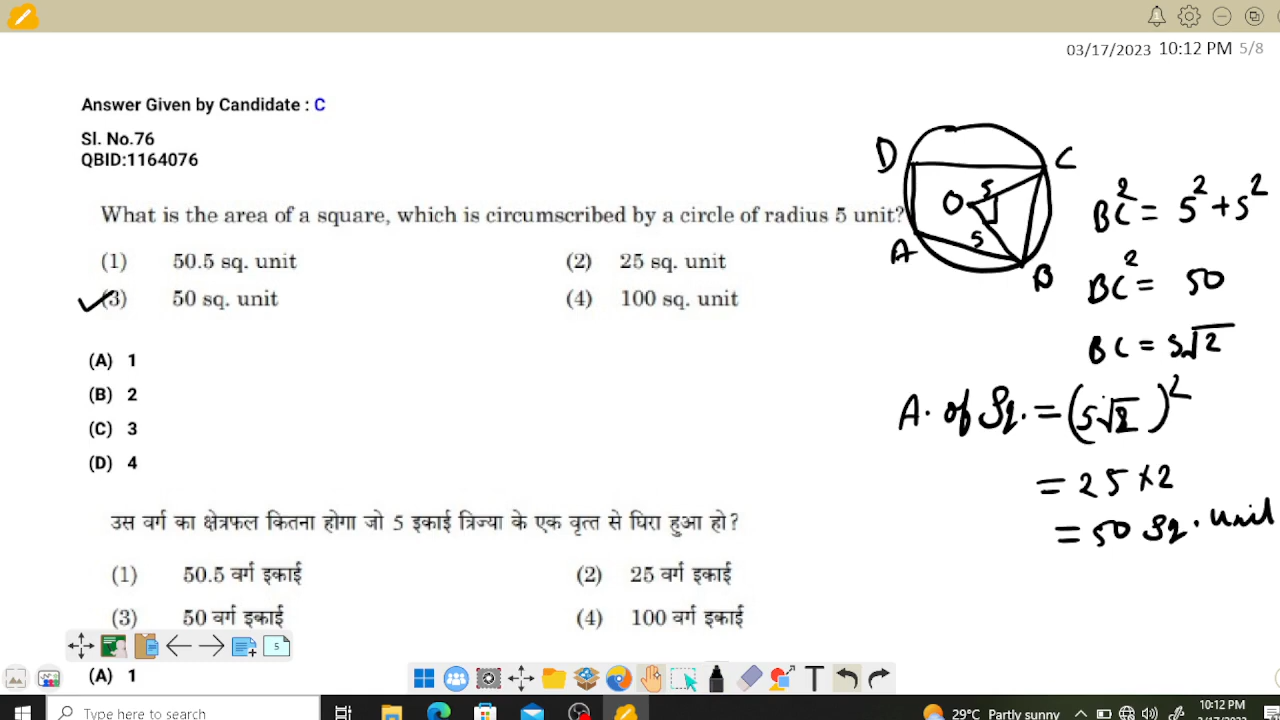 03/17/2023 10:12 PM 5/8
Answer Given by Candidate : C
Sl. No.76
QBID:1164076
What is the area of a square, which is circumscribed by a circle of radius 5 unit?
(1) 50.5 sq. unit (2) 25 sq. unit
(3) 50 sq. unit (4) 100 sq. unit
(A) 1
(B) 2
(C) 3
(D) 4
उस वर्ग का क्षेत्रफल कितना होगा जो 5 इकाई त्रिज्या के एक वृत्त से घिरा हुआ हो?
(1) 50.5 वर्ग इकाई (2) 25 वर्ग इकाई
(3) 50 वर्ग इकाई (4) 100 वर्ग इकाई
(A) 1
D C
O 5
5
A B
BC² = 5² + 5²
BC² = 50
BC = 5√2
A. of Sq. = (5√2)²
= 25 × 2
= 50 Sq. unit
5
T
Type here to search
29°C Partly sunny
10:12 PM